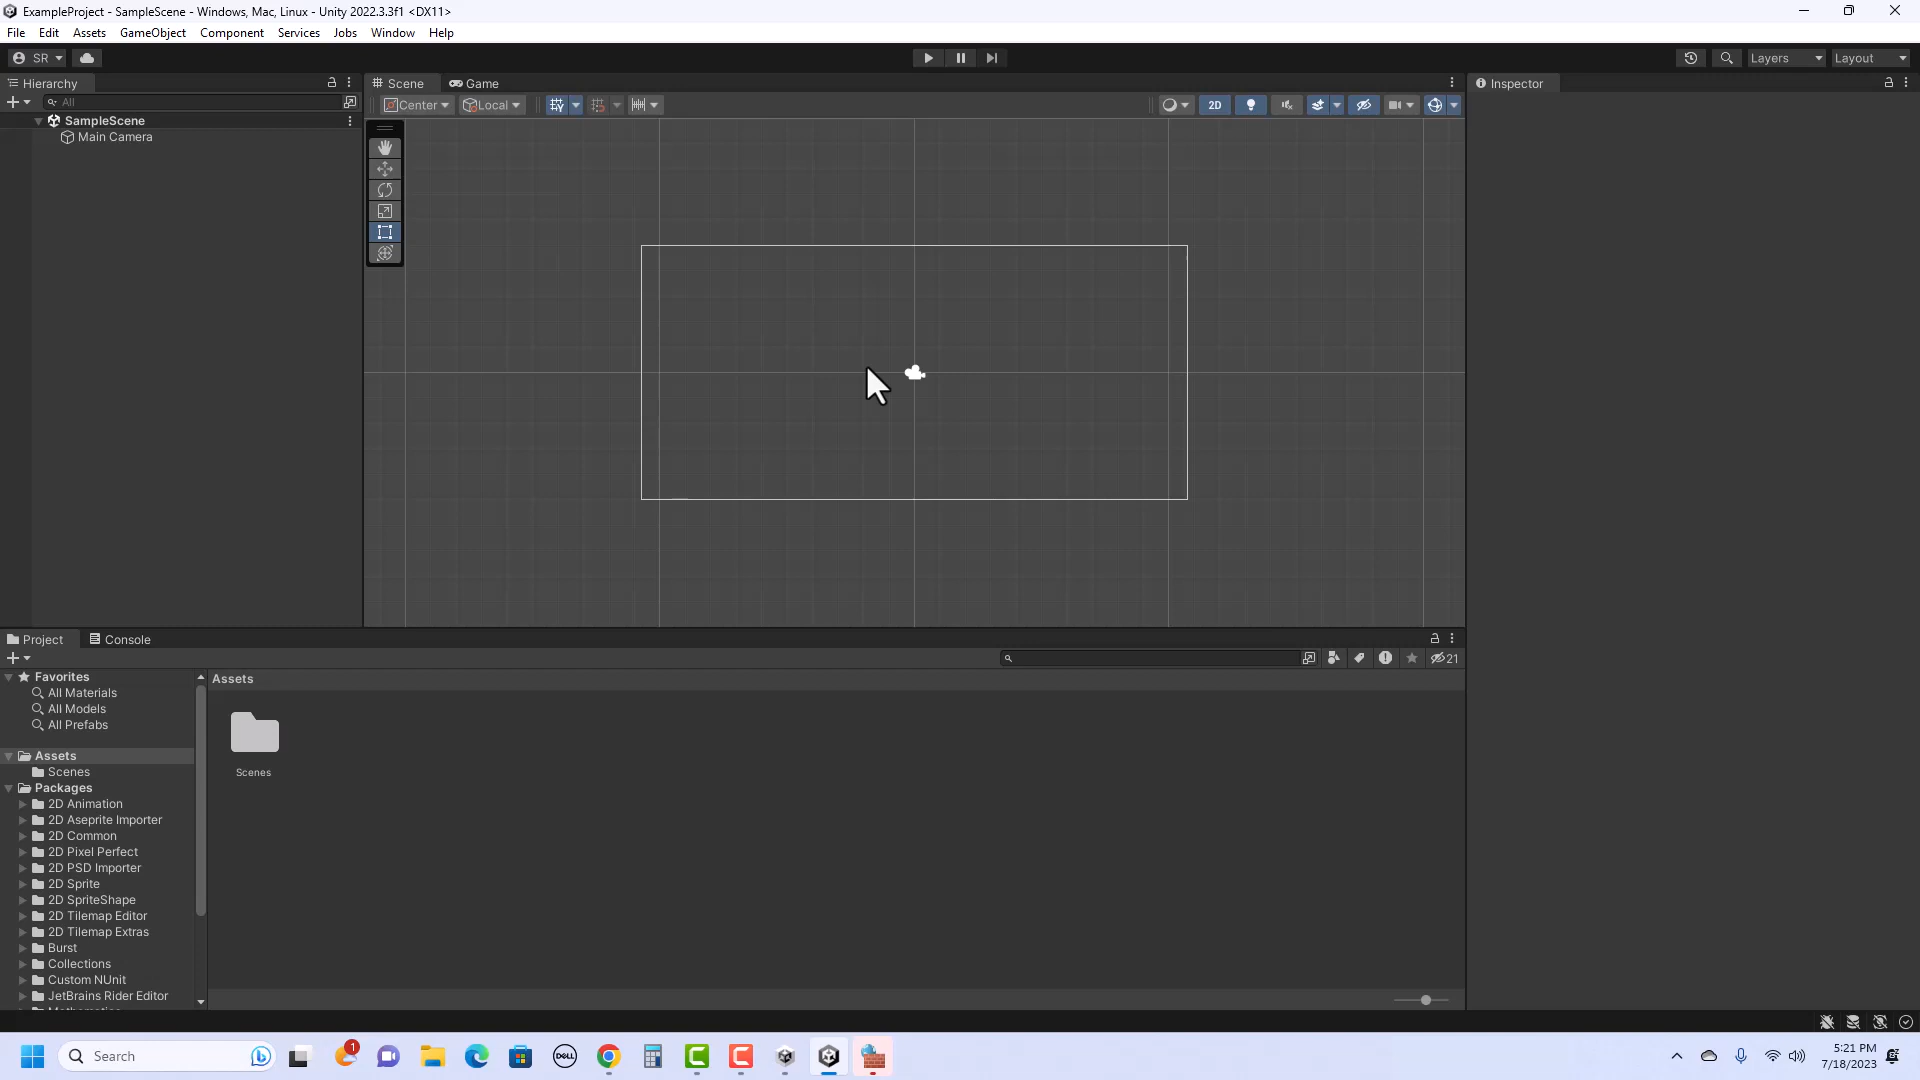 ExampleProject - SampleScene - Windows, Mac, Linux - Unity 2022.3.3f1 <DX11>
File Edit Assets GameObject Component Services Jobs Window Help
SR Layers Layout
Hierarchy Scene Game Inspector
All Center Local 2D
SampleScene
Main Camera
Project Console
21
Favorites Assets
All Materials
All Models
All Prefabs
Assets
Scenes Scenes
Packages
2D Animation
2D Aseprite Importer
2D Common
2D Pixel Perfect
2D PSD Importer
2D Sprite
2D SpriteShape
2D Tilemap Editor
2D Tilemap Extras
Burst
Collections
Custom NUnit
JetBrains Rider Editor
Search 1 DELL 5:21 PM
7/18/2023